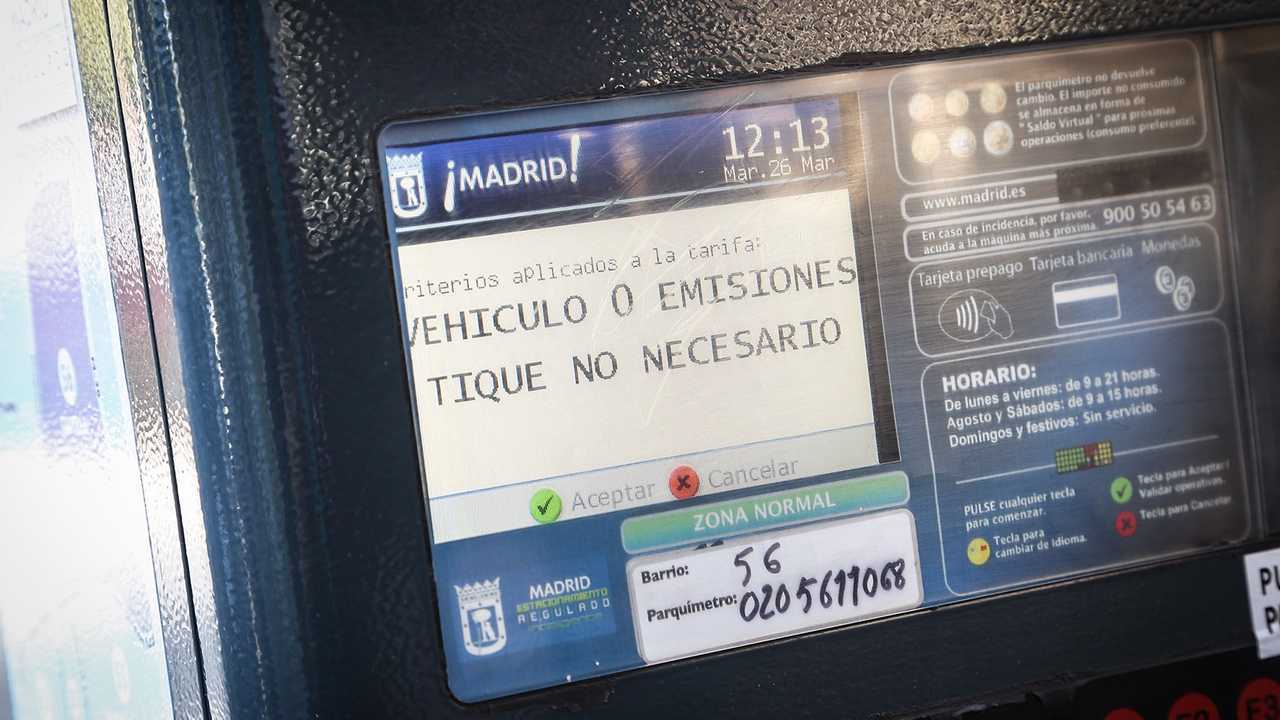 ¡MADRID!
12:13
Mar.26 Mar
riterios aplicados a la tarifa:
VEHICULO 0 EMISIONES
TIQUE NO NECESARIO
Aceptar
Cancelar
ZONA NORMAL
MADRID
ESTACIONAMIENTO
REGULADO
inteligente
Barrio: 56
Parquímetro: 0205611068
El parquímetro no devuelve
cambio. El importe no consumido
se almacena en forma de
"Saldo Virtual" para próximas
operaciones (consumo preferente).
www.madrid.es
En caso de incidencia, por favor,
acuda a la máquina más próxima.
900 50 54 63
Tarjeta prepago Tarjeta bancaria Monedas
HORARIO:
De lunes a viernes: de 9 a 21 horas.
Agosto y Sábados: de 9 a 15 horas.
Domingos y festivos: Sin servicio.
PULSE cualquier tecla
para comenzar.
Tecla para
cambiar de Idioma.
Tecla para Aceptar/
Validar operativas.
Tecla para Cancelar
PU
P